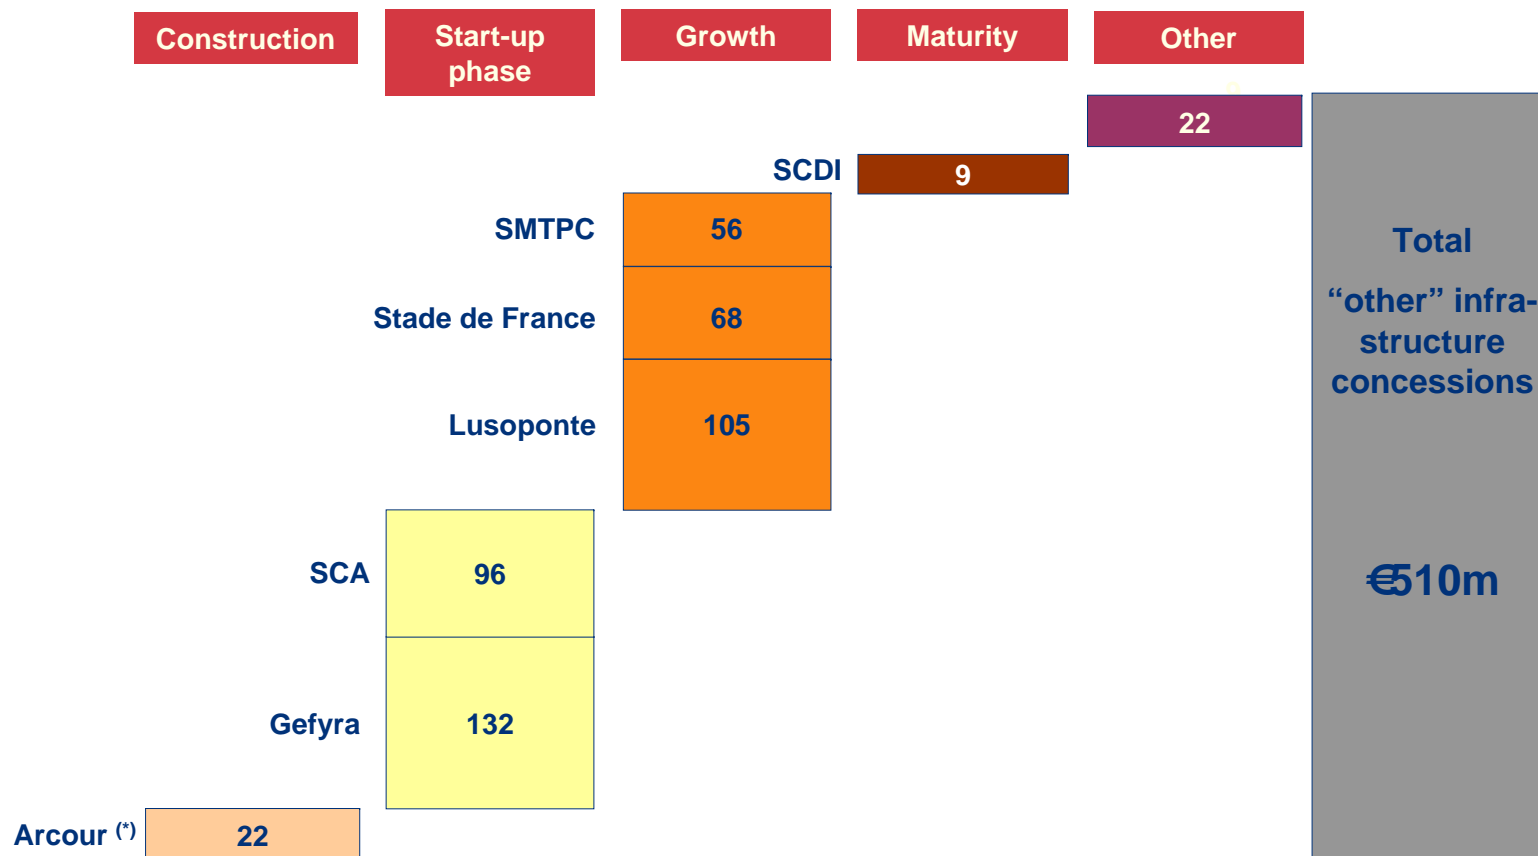 Construction
Start-up
phase
Growth
Maturity
Other
22
SCDI
9
SMTPC
56
Stade de France
68
Lusoponte
105
SCA
96
Gefyra
132
Arcour (*)
22
Total
“other” infra-
structure
concessions
€510m